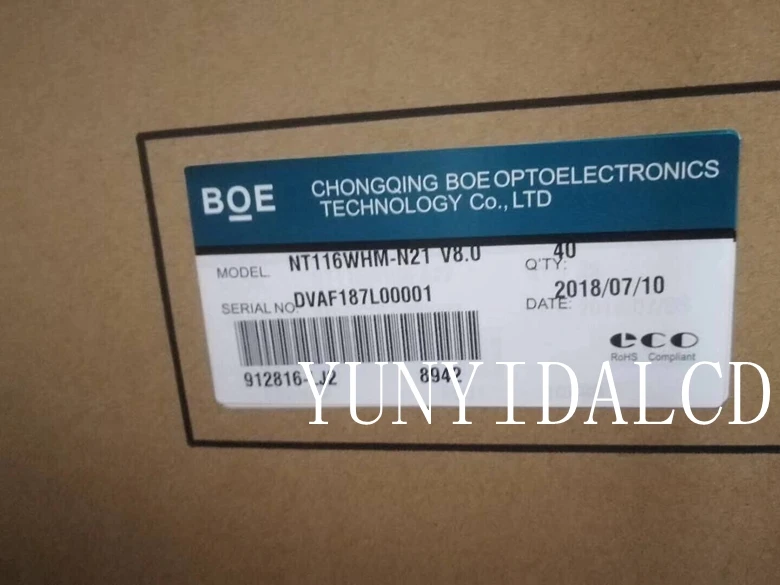 BOE
CHONGQING BOE OPTOELECTRONICS
TECHNOLOGY Co., LTD
MODEL. NT116WHM-N21 V8.0
Q'TY: 40
SERIAL NO: DVAF187L00001
DATE: 2018/07/10
eco
RoHS Compliant
8942
YUNYIDALCD